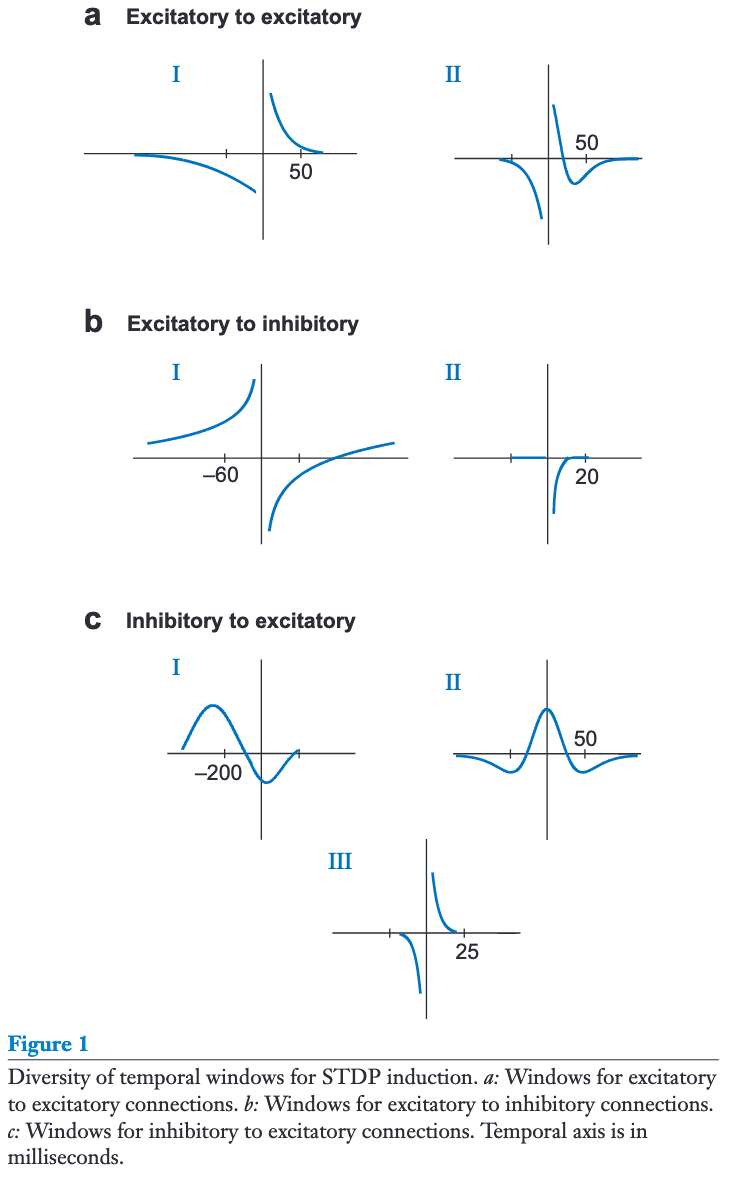 a Excitatory to excitatory
I
II
50
50
b Excitatory to inhibitory
I
II
–60
20
c Inhibitory to excitatory
I
II
–200
50
III
25
Figure 1
Diversity of temporal windows for STDP induction. a: Windows for excitatory
to excitatory connections. b: Windows for excitatory to inhibitory connections.
c: Windows for inhibitory to excitatory connections. Temporal axis is in
milliseconds.